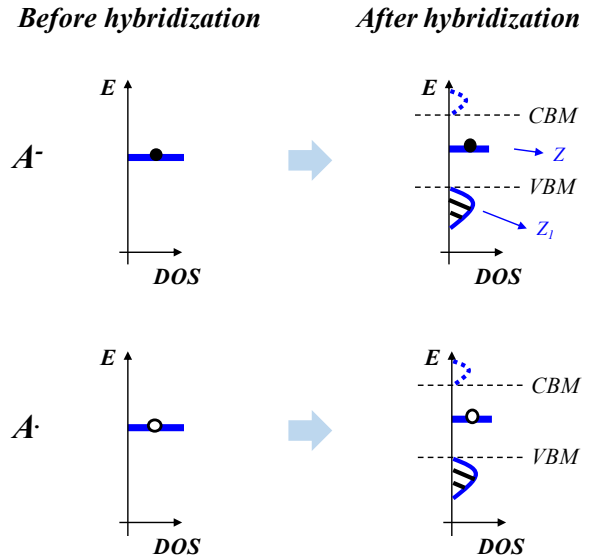 Before hybridization After hybridization
E E
CBM
A⁻ Z
VBM
Z₁
DOS DOS
E E
CBM
A·
VBM
DOS DOS